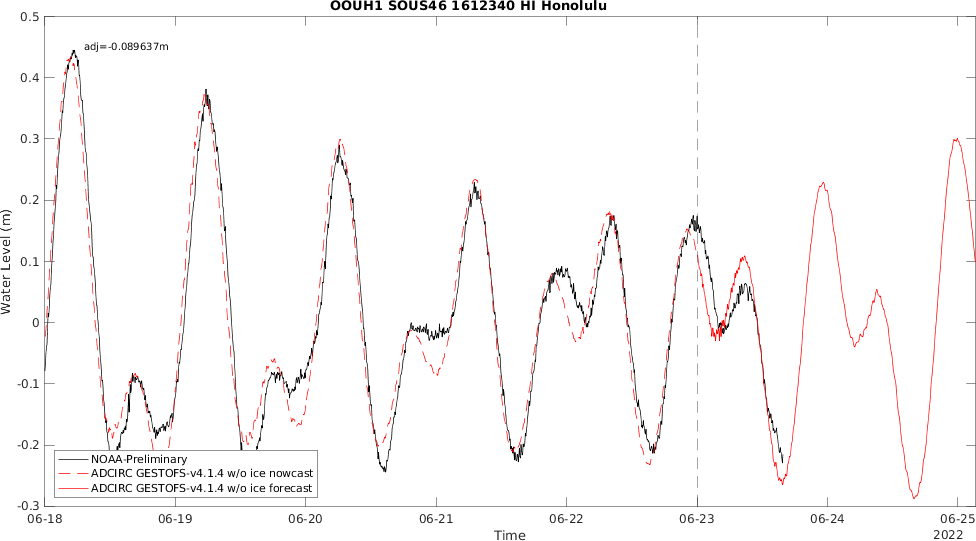 OOUH1 SOUS46 1612340 HI Honolulu
adj=-0.089637m
Water Level (m)
0.5
0.4
0.3
0.2
0.1
0
-0.1
-0.2
-0.3
NOAA-Preliminary
ADCIRC GESTOFS-v4.1.4 w/o ice nowcast
ADCIRC GESTOFS-v4.1.4 w/o ice forecast
06-18 06-19 06-20 06-21 06-22 06-23 06-24 06-25
Time
2022